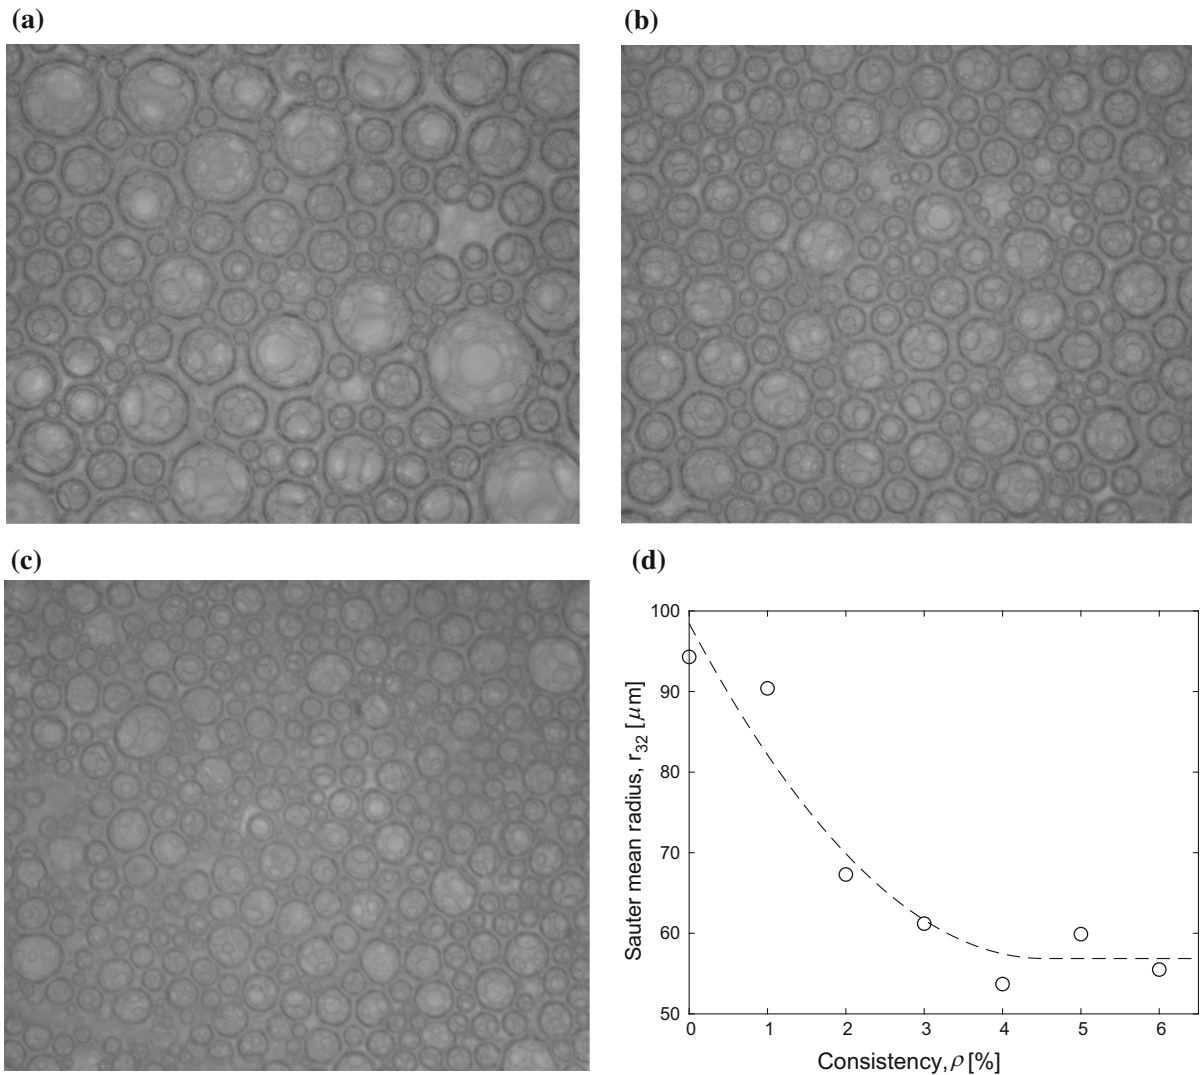 (a)
(b)
(c)
(d)
100
90
80
70
60
50
Sauter mean radius, r32 [μm]
0 1 2 3 4 5 6
Consistency, ρ [%]